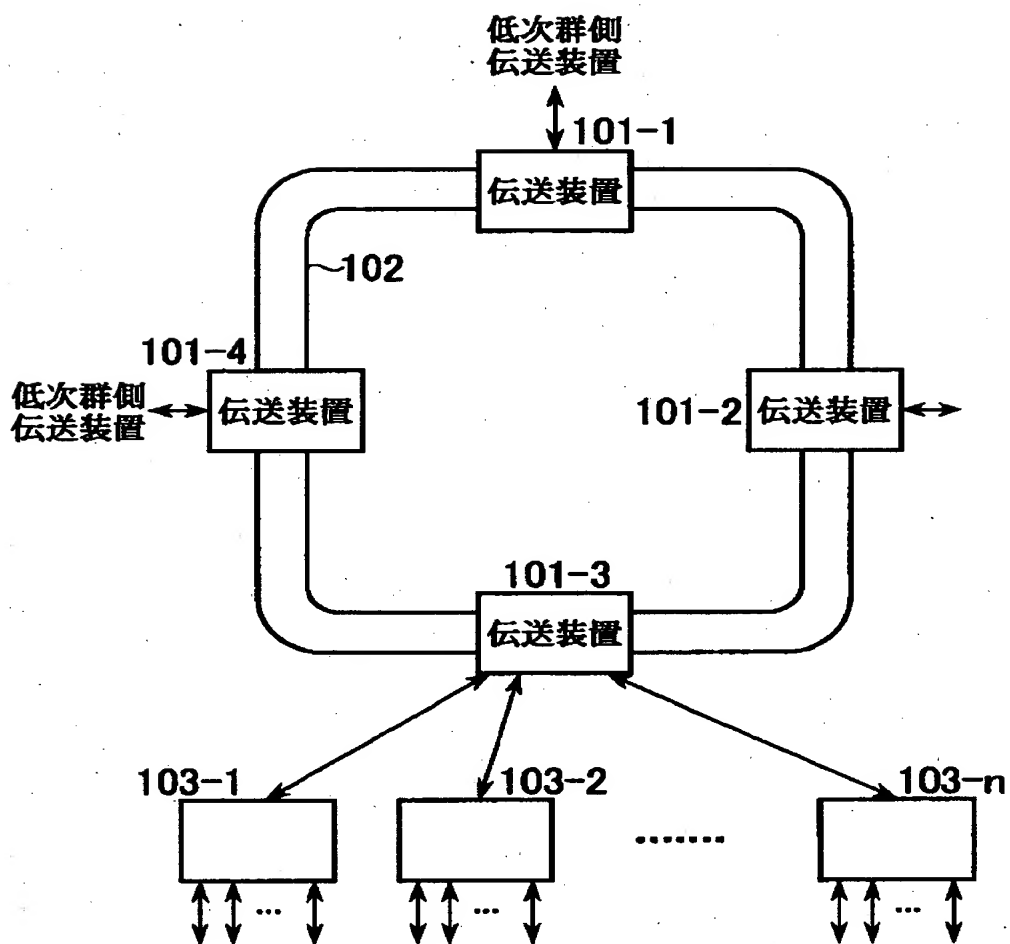 低次群側
伝送装置
101-1
伝送装置
102
101-4
低次群側
伝送装置
伝送装置
101-2
伝送装置
101-3
伝送装置
103-1
103-2
103-n
.......
...
...
...